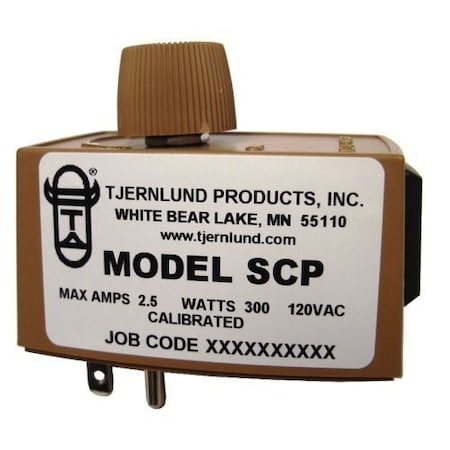 ®
TJERNLUND PRODUCTS, INC.
WHITE BEAR LAKE, MN 55110
www.tjernlund.com
MODEL SCP
MAX AMPS 2.5 WATTS 300 120VAC
CALIBRATED
JOB CODE XXXXXXXXXX